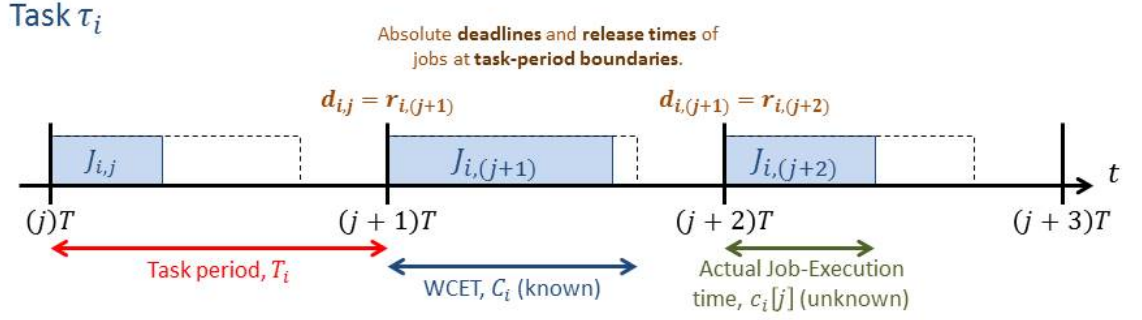 Task τᵢ
Absolute deadlines and release times of
jobs at task-period boundaries.
dᵢ,ⱼ = rᵢ,₍ⱼ₊₁₎
dᵢ,₍ⱼ₊₁₎ = rᵢ,₍ⱼ₊₂₎
Jᵢ,ⱼ
Jᵢ,₍ⱼ₊₁₎
Jᵢ,₍ⱼ₊₂₎
t
(j)T
(j + 1)T
(j + 2)T
(j + 3)T
Task period, Tᵢ
WCET, Cᵢ (known)
Actual Job-Execution
time, cᵢ[j] (unknown)